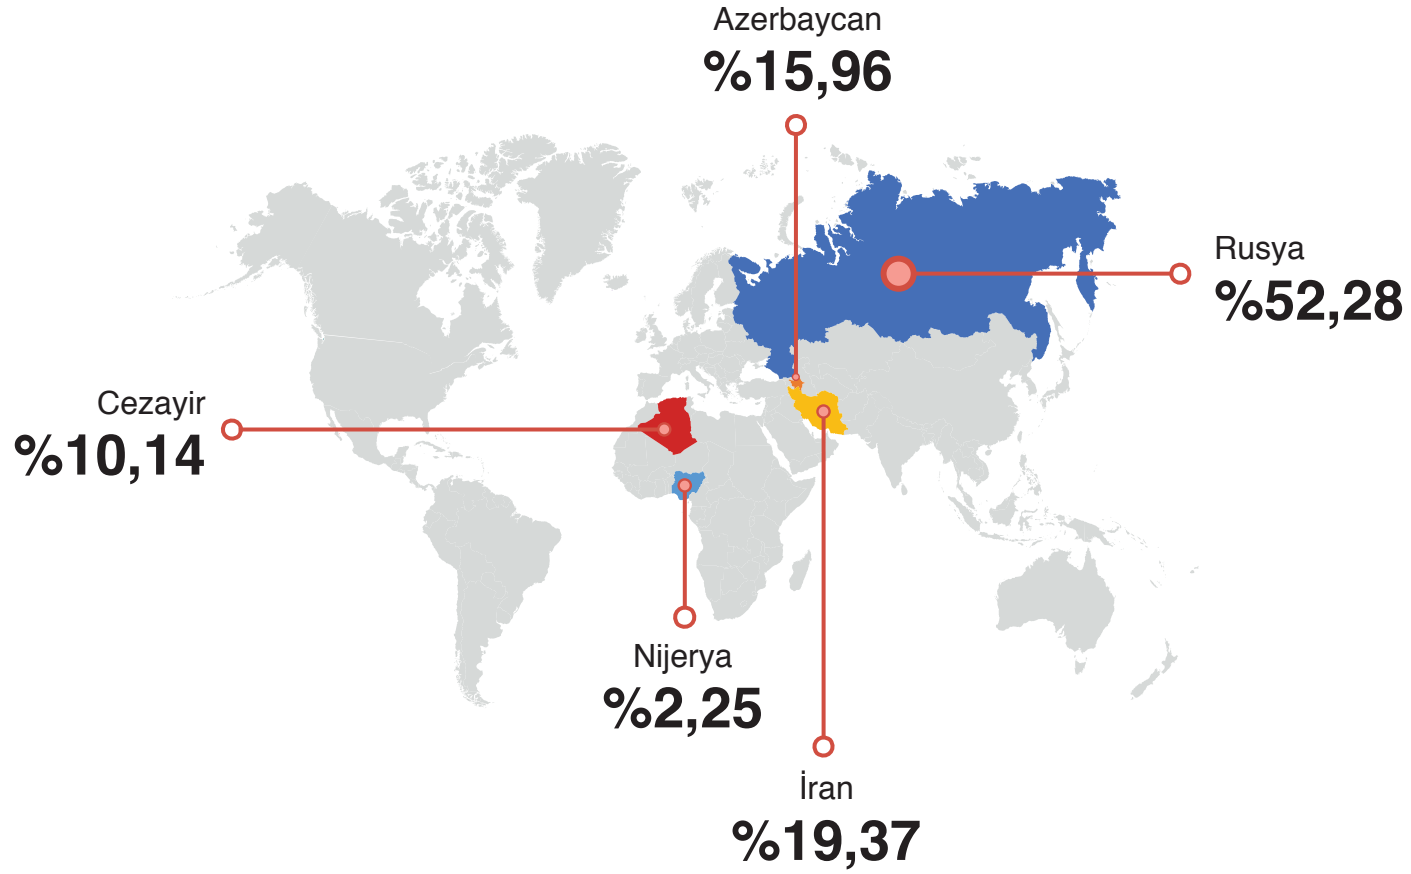 Azerbaycan
%15,96
Rusya
%52,28
Cezayir
%10,14
Nijerya
%2,25
İran
%19,37